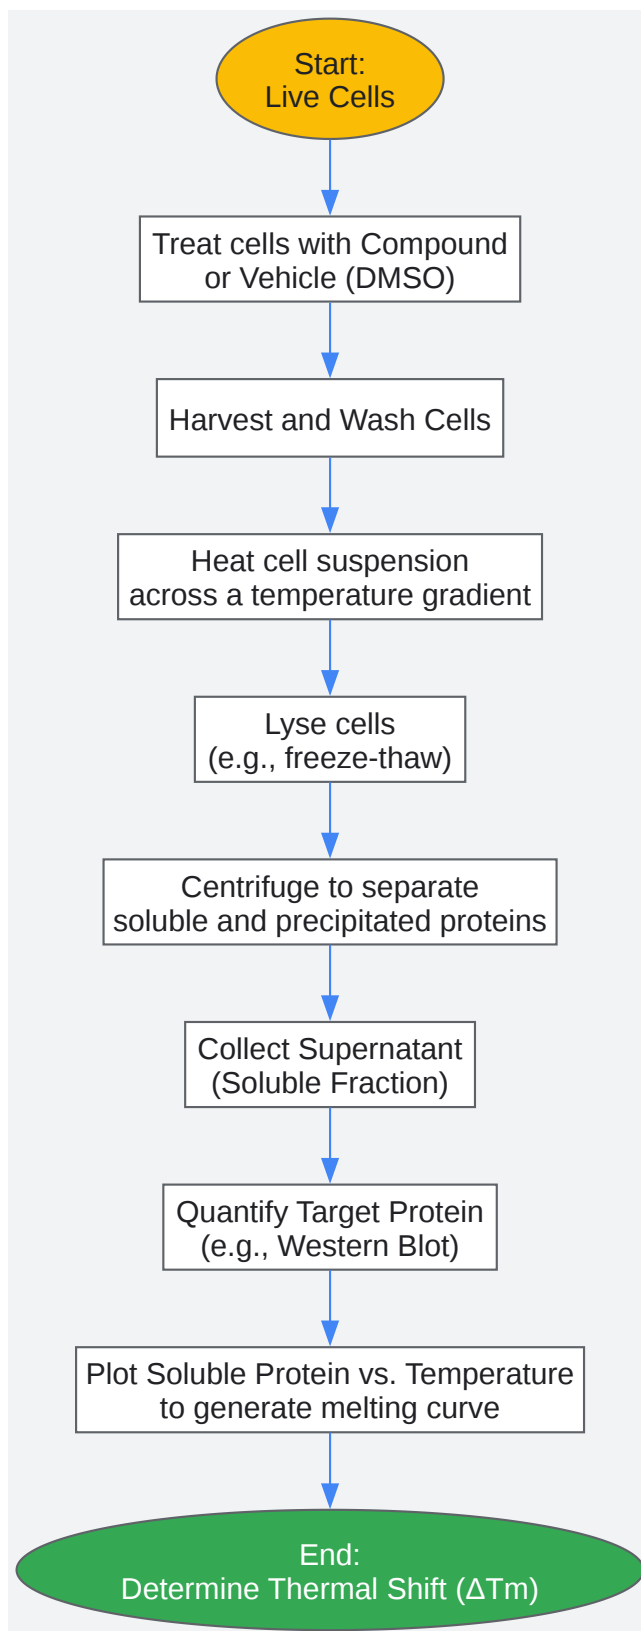 Start:
Live Cells
Treat cells with Compound
or Vehicle (DMSO)
Harvest and Wash Cells
Heat cell suspension
across a temperature gradient
Lyse cells
(e.g., freeze-thaw)
Centrifuge to separate
soluble and precipitated proteins
Collect Supernatant
(Soluble Fraction)
Quantify Target Protein
(e.g., Western Blot)
Plot Soluble Protein vs. Temperature
to generate melting curve
End:
Determine Thermal Shift (ΔTm)